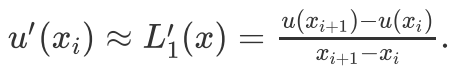 u′(xᵢ) ≈ L′₁(x) = (u(xᵢ₊₁)−u(xᵢ))/(xᵢ₊₁−xᵢ).